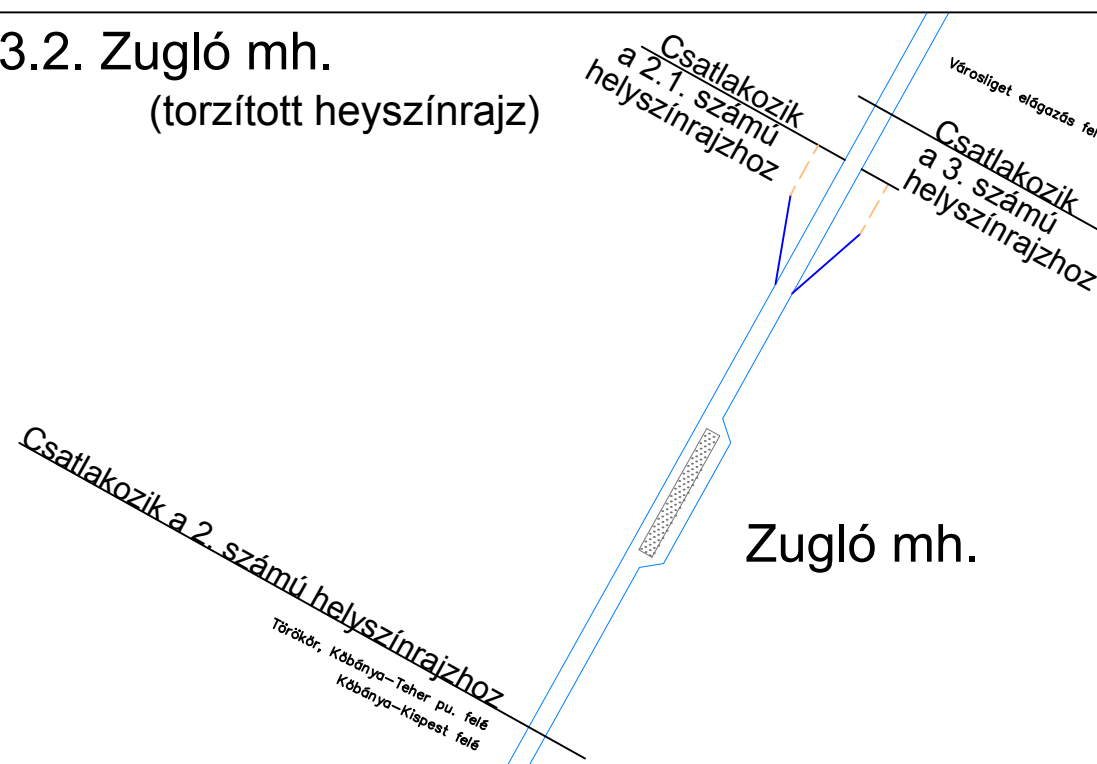 3.2. Zugló mh.
(torzított heyszínrajz)
Csatlakozik
a 2.1. számú
helyszínrajzhoz
Városliget elágazás fel
Csatlakozik
a 3. számú
helyszínrajzhoz
Zugló mh.
Csatlakozik a 2. számú helyszínrajzhoz
Törökőr, Kőbánya-Teher pu. felé
Kőbánya-Kispest felé